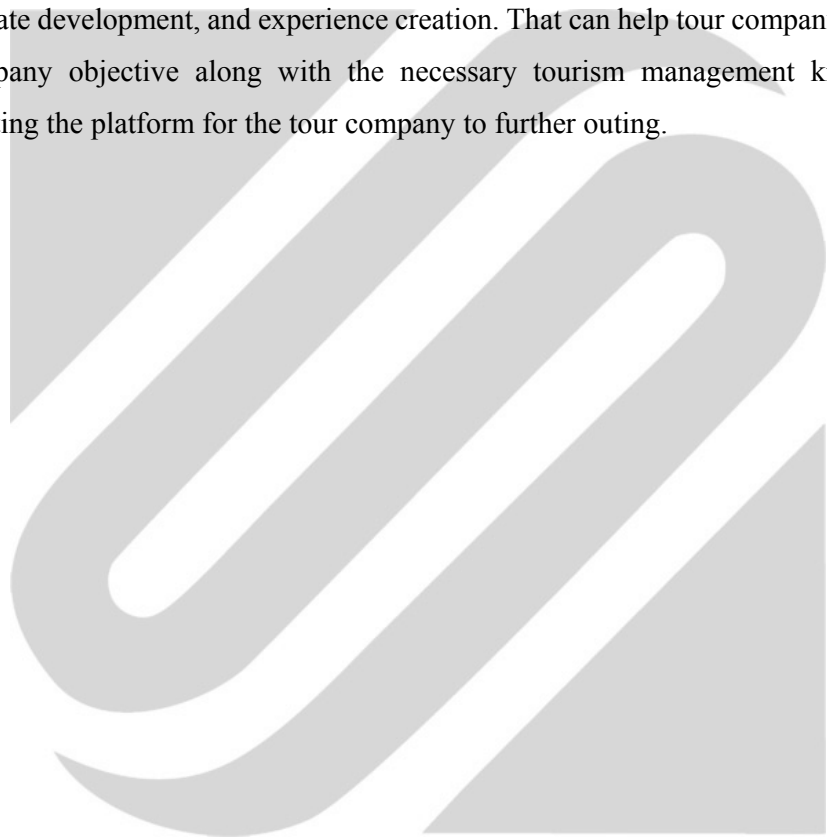 ate development, and experience creation. That can help tour compan
pany objective along with the necessary tourism management k
ting the platform for the tour company to further outing.